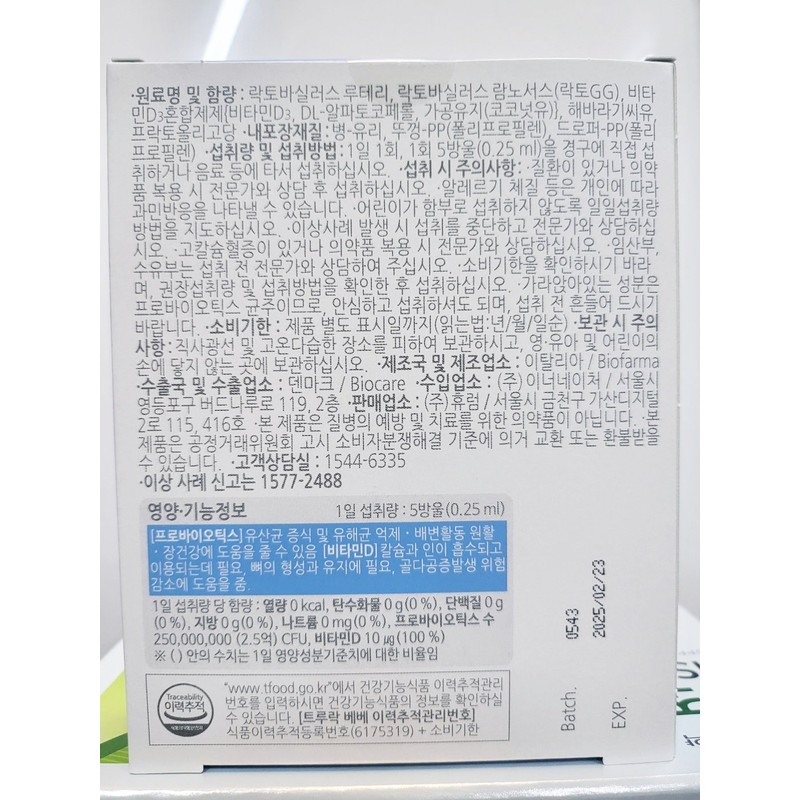 ·원료명 및 함량 : 락토바실러스 루테리, 락토바실러스 람노서스(락토GG), 비타
민D₃혼합제제{비타민D₃, DL-알파토코페롤, 가공유지(코코넛유)}, 해바라기씨유,
프락토올리고당 ·내포장재질 : 병-유리, 뚜껑-PP(폴리프로필렌) 드로퍼-PP(폴리
프로필렌) ·섭취량 및 섭취방법 : 1일 1회, 1회 5방울(0.25 ml)을 경구에 직접 섭
취하거나 음료 등에 타서 섭취하십시오. ·섭취 시 주의사항: ·질환이 있거나 의약
품 복용 시 전문가와 상담 후 섭취하십시오. ·알레르기 체질 등은 개인에 따라
과민반응을 나타낼 수 있습니다. ·어린이가 함부로 섭취하지 않도록 일일섭취량
방법을 지도하십시오. ·이상사례 발생 시 섭취를 중단하고 전문가와 상담하십
시오. ·고칼슘혈증이 있거나 의약품 복용 시 전문가와 상담하십시오. ·임산부,
수유부는 섭취 전 전문가와 상담하여 주십시오. ·소비기한을 확인하시기 바라
며, 권장섭취량 및 섭취방법을 확인한 후 섭취하십시오. ·가라앉아있는 성분은
프로바이오틱스 균주이므로, 안심하고 섭취하셔도 되며, 섭취 전 흔들어 드시기
바랍니다. ·소비기한 : 제품 별도 표시일까지(읽는법:년/월/일순) ·보관 시 주의
사항: 직사광선 및 고온다습한 장소를 피하여 보관하시고, 영·유아 및 어린이의
손에 닿지 않는 곳에 보관하십시오. ·제조국 및 제조업소 : 이탈리아 / Biofarma
·수출국 및 수출업소 : 덴마크 / Biocare ·수입업소 : (주) 이너네이쳐 / 서울시
영등포구 버드나루로 119, 2층 ·판매업소 : (주)휴럼 / 서울시 금천구 가산디지털
2로 115, 416호 ·본 제품은 질병의 예방 및 치료를 위한 의약품이 아닙니다. ·본
제품은 공정거래위원회 고시 소비자분쟁해결 기준에 의거 교환 또는 환불받을
수 있습니다. ·고객상담실 : 1544-6335
·이상 사례 신고는 1577-2488
영양·기능정보 1일 섭취량 : 5방울(0.25 ml)
[프로바이오틱스] 유산균 증식 및 유해균 억제·배변활동 원활
·장건강에 도움을 줄 수 있음 [비타민D] 칼슘과 인이 흡수되고
이용되는데 필요, 뼈의 형성과 유지에 필요, 골다공증발생 위험
감소에 도움을 줌.
1일 섭취량 당 함량 : 열량 0 kcal, 탄수화물 0 g(0 %), 단백질 0 g
(0 %), 지방 0 g(0 %), 나트륨 0 mg(0 %), 프로바이오틱스 수
250,000,000 (2.5억) CFU, 비타민D 10 μg(100 %)
※ ( ) 안의 수치는 1일 영양성분기준치에 대한 비율임
Traceability
이력추적
"www.tfood.go.kr"에서 건강기능식품 이력추적관리
번호를 입력하시면 건강기능식품의 정보를 확인하실
수 있습니다. [트루락 베베 이력추적관리번호]
식품이력추적등록번호(6175319) + 소비기한
Batch. 0543
EXP. 2025/02/23